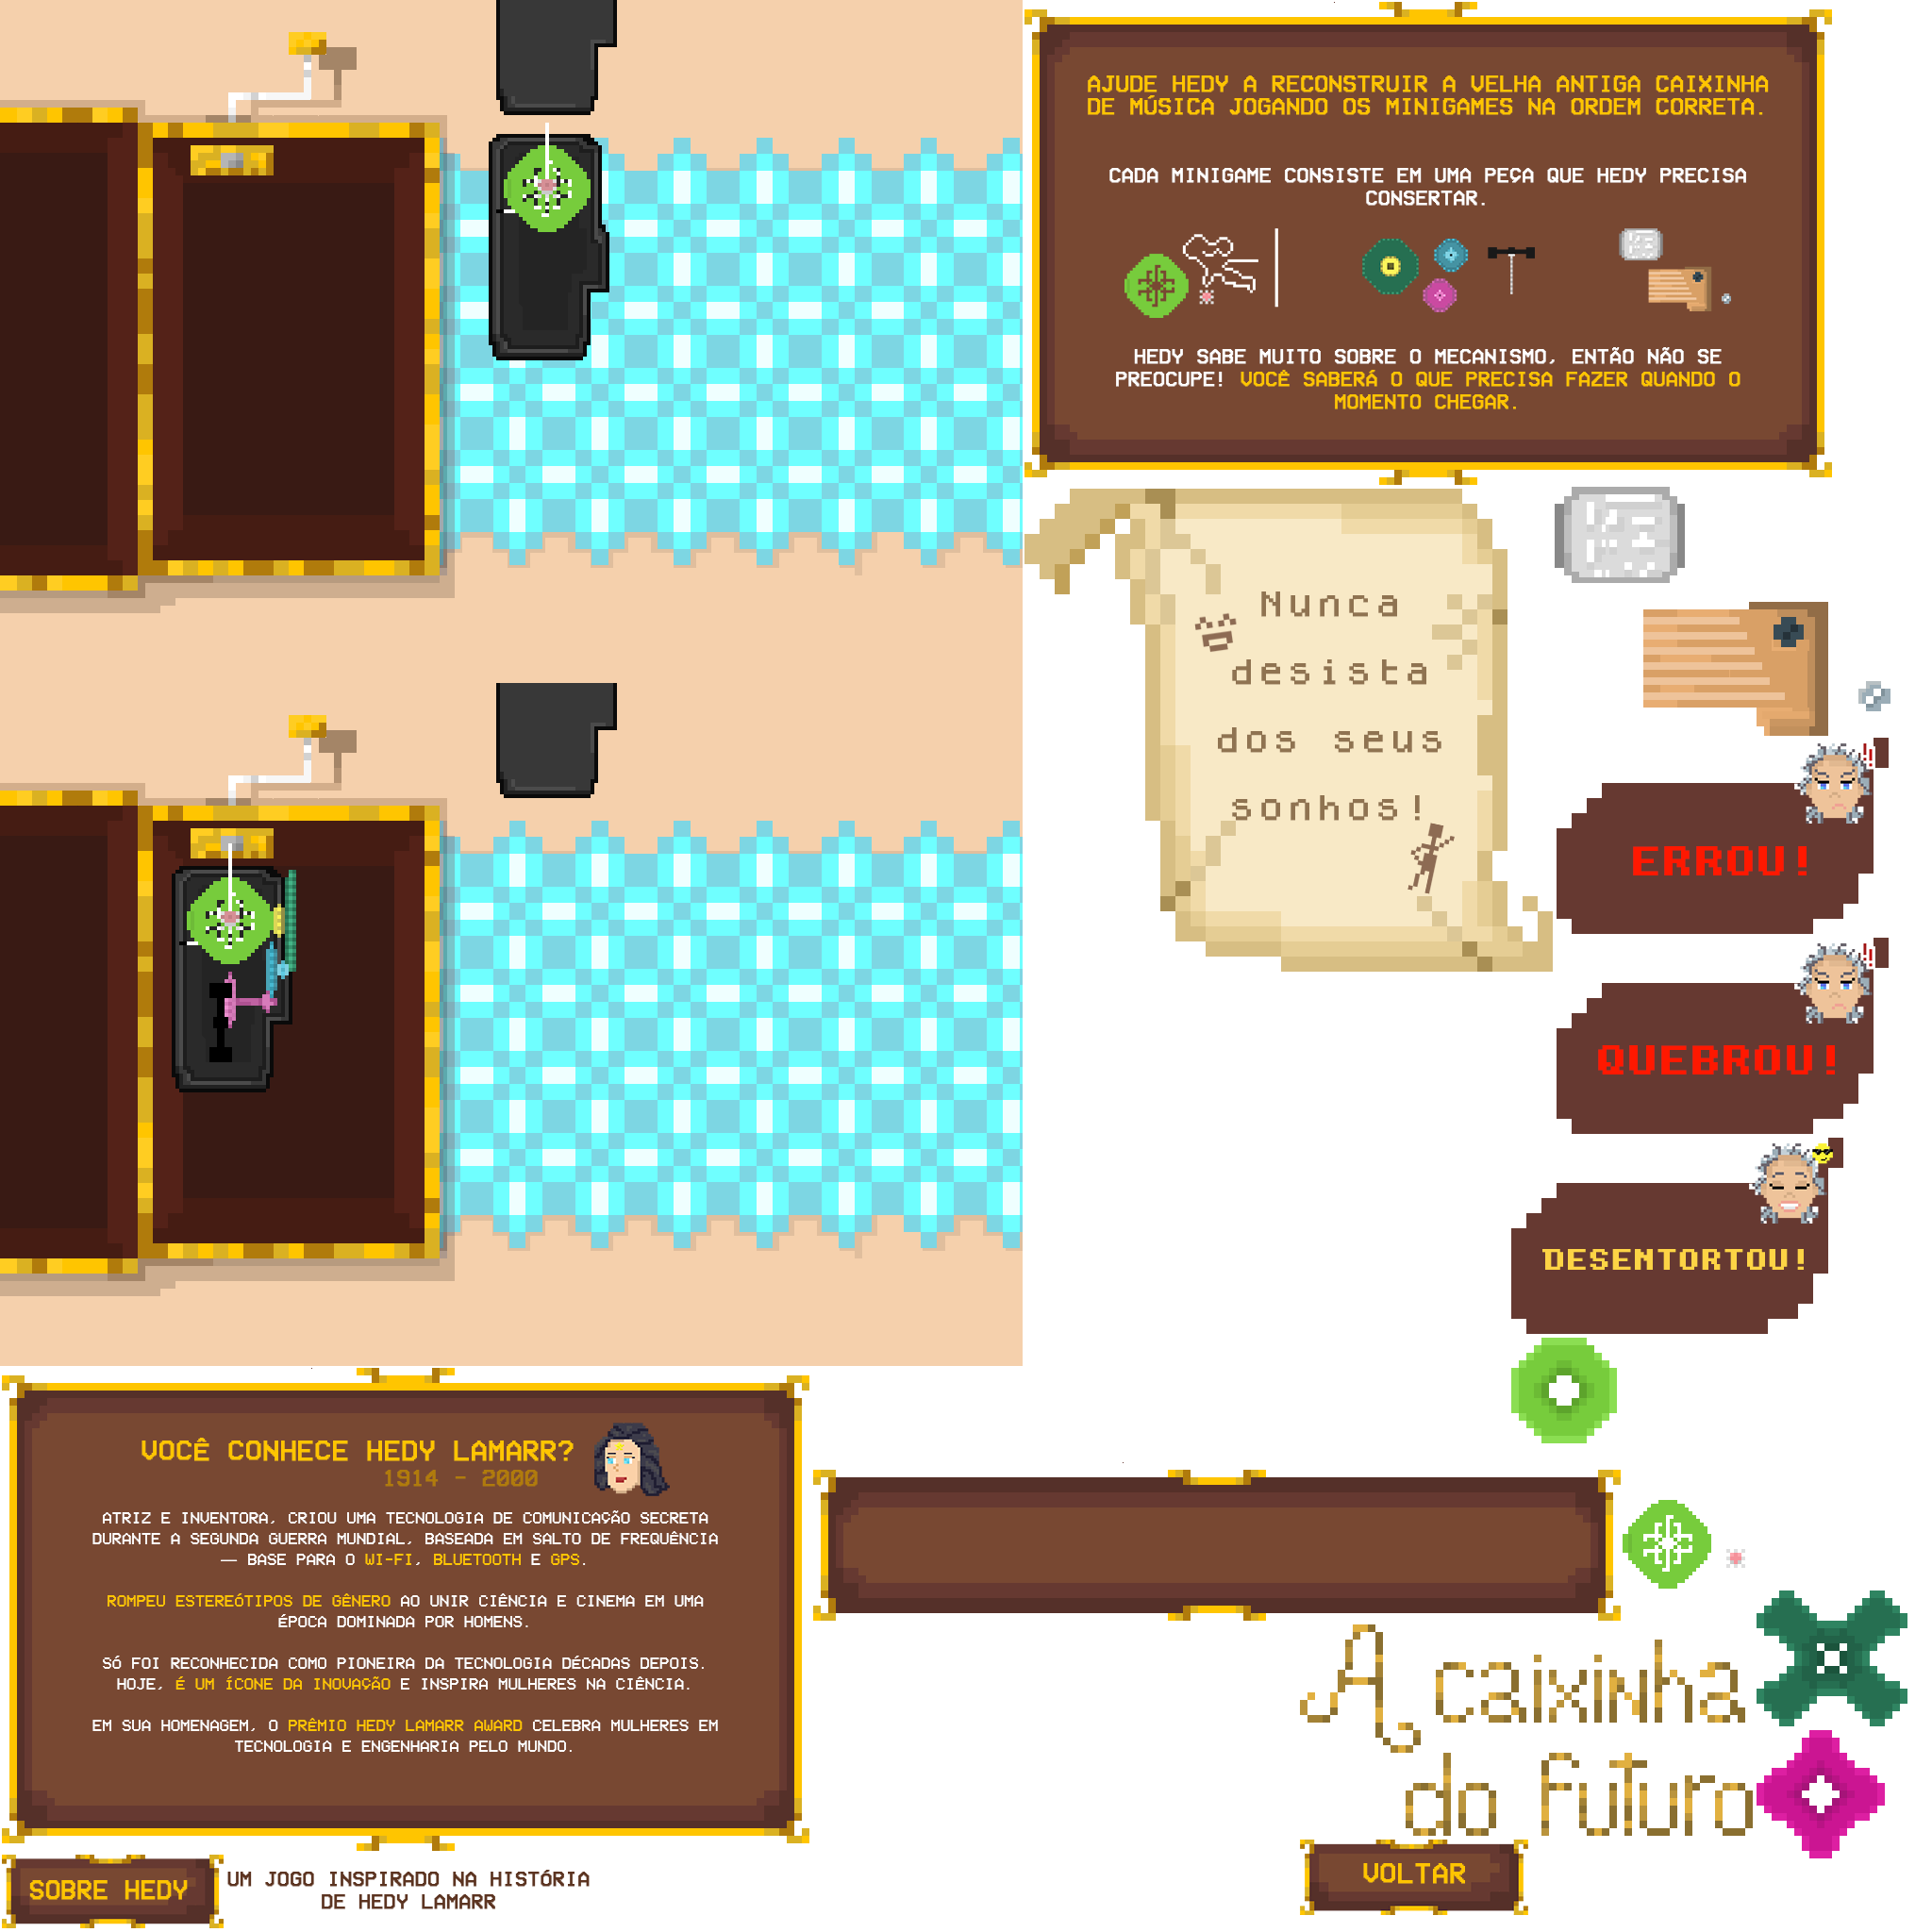 AJUDE HEDY A RECONSTRUIR A VELHA ANTIGA CAIXINHA
DE MÚSICA JOGANDO OS MINIGAMES NA ORDEM CORRETA.
CADA MINIGAME CONSISTE EM UMA PEÇA QUE HEDY PRECISA
CONSERTAR.
HEDY SABE MUITO SOBRE O MECANISMO, ENTÃO NÃO SE
PREOCUPE! VOCÊ SABERÁ O QUE PRECISA FAZER QUANDO O
MOMENTO CHEGAR.
Nunca
desista
dos seus
sonhos!
ERROU!
QUEBROU!
DESENTORTOU!
VOCÊ CONHECE HEDY LAMARR?
1914 - 2000
ATRIZ E INVENTORA, CRIOU UMA TECNOLOGIA DE COMUNICAÇÃO SECRETA
DURANTE A SEGUNDA GUERRA MUNDIAL, BASEADA EM SALTO DE FREQUÊNCIA
— BASE PARA O WI-FI, BLUETOOTH E GPS.
ROMPEU ESTEREÓTIPOS DE GÊNERO AO UNIR CIÊNCIA E CINEMA EM UMA
ÉPOCA DOMINADA POR HOMENS.
SÓ FOI RECONHECIDA COMO PIONEIRA DA TECNOLOGIA DÉCADAS DEPOIS.
HOJE, É UM ÍCONE DA INOVAÇÃO E INSPIRA MULHERES NA CIÊNCIA.
EM SUA HOMENAGEM, O PRÊMIO HEDY LAMARR AWARD CELEBRA MULHERES EM
TECNOLOGIA E ENGENHARIA PELO MUNDO.
A caixinha
do futuro
SOBRE HEDY
UM JOGO INSPIRADO NA HISTÓRIA
DE HEDY LAMARR
VOLTAR